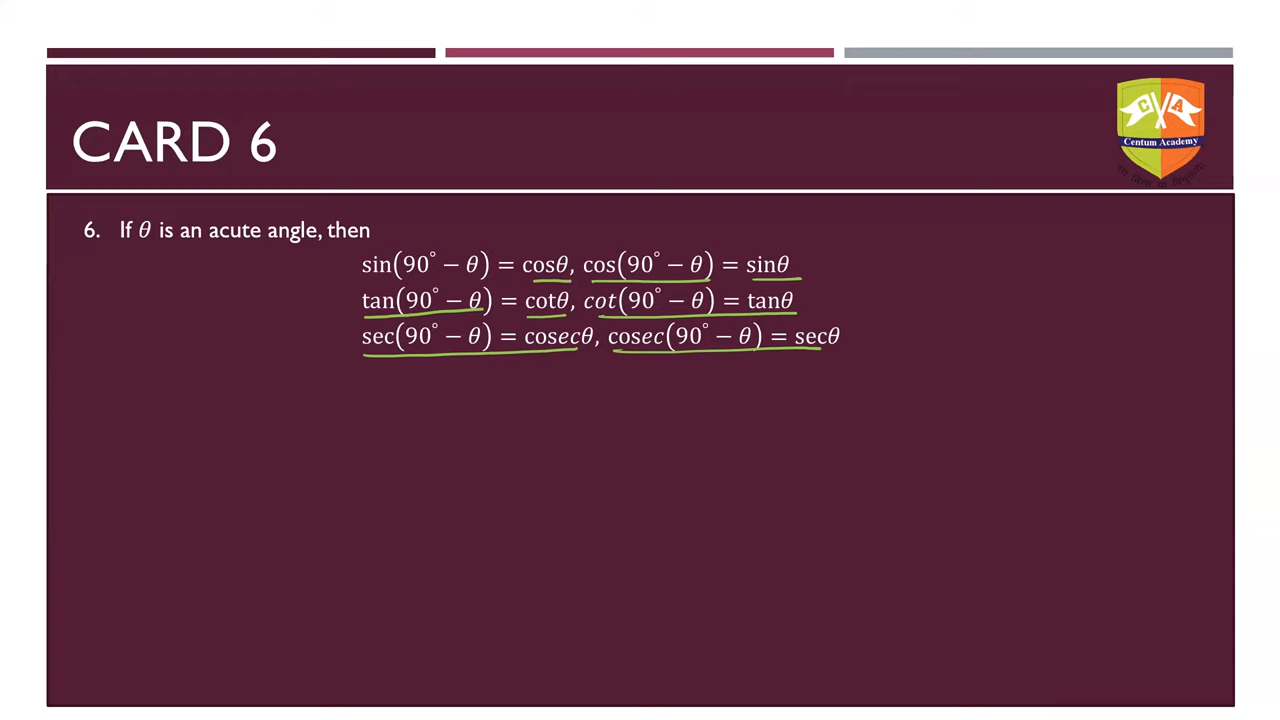 CARD 6
C A
Centum Academy
6. If θ is an acute angle, then
sin(90° − θ) = cosθ, cos(90° − θ) = sinθ
tan(90° − θ) = cotθ, cot(90° − θ) = tanθ
sec(90° − θ) = cosecθ, cosec(90° − θ) = secθ